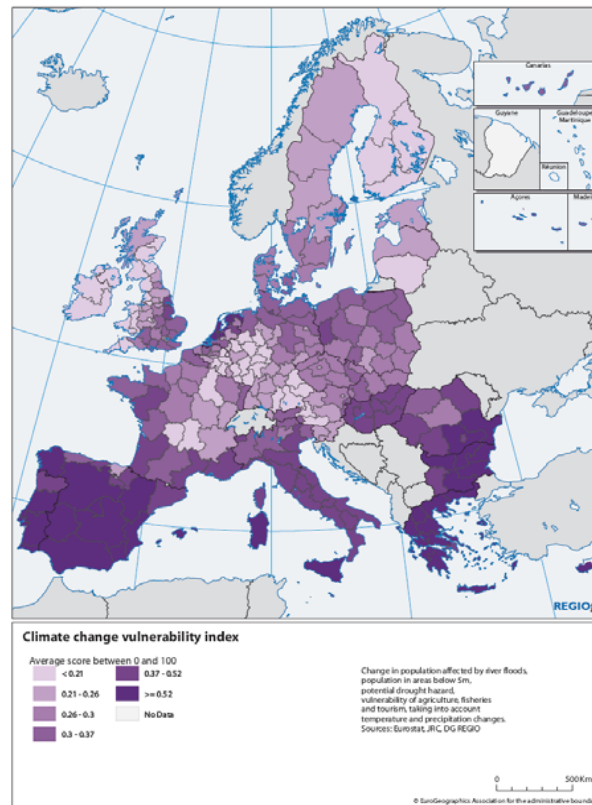 Canarias
Guyane
Guadeloupe
Martinique
Réunion
Açores
Madei
REGIO
Climate change vulnerability index
Average score between 0 and 100
< 0.21
0.21 - 0.26
0.26 - 0.3
0.3 - 0.37
0.37 - 0.52
>= 0.52
No Data
Change in population affected by river floods,
population in areas below 5m,
potential drought hazard,
vulnerability of agriculture, fisheries
and tourism, taking into account
temperature and precipitation changes.
Sources: Eurostat, JRC, DG REGIO
0 500 Km
© EuroGeographics Association for the administrative bounda